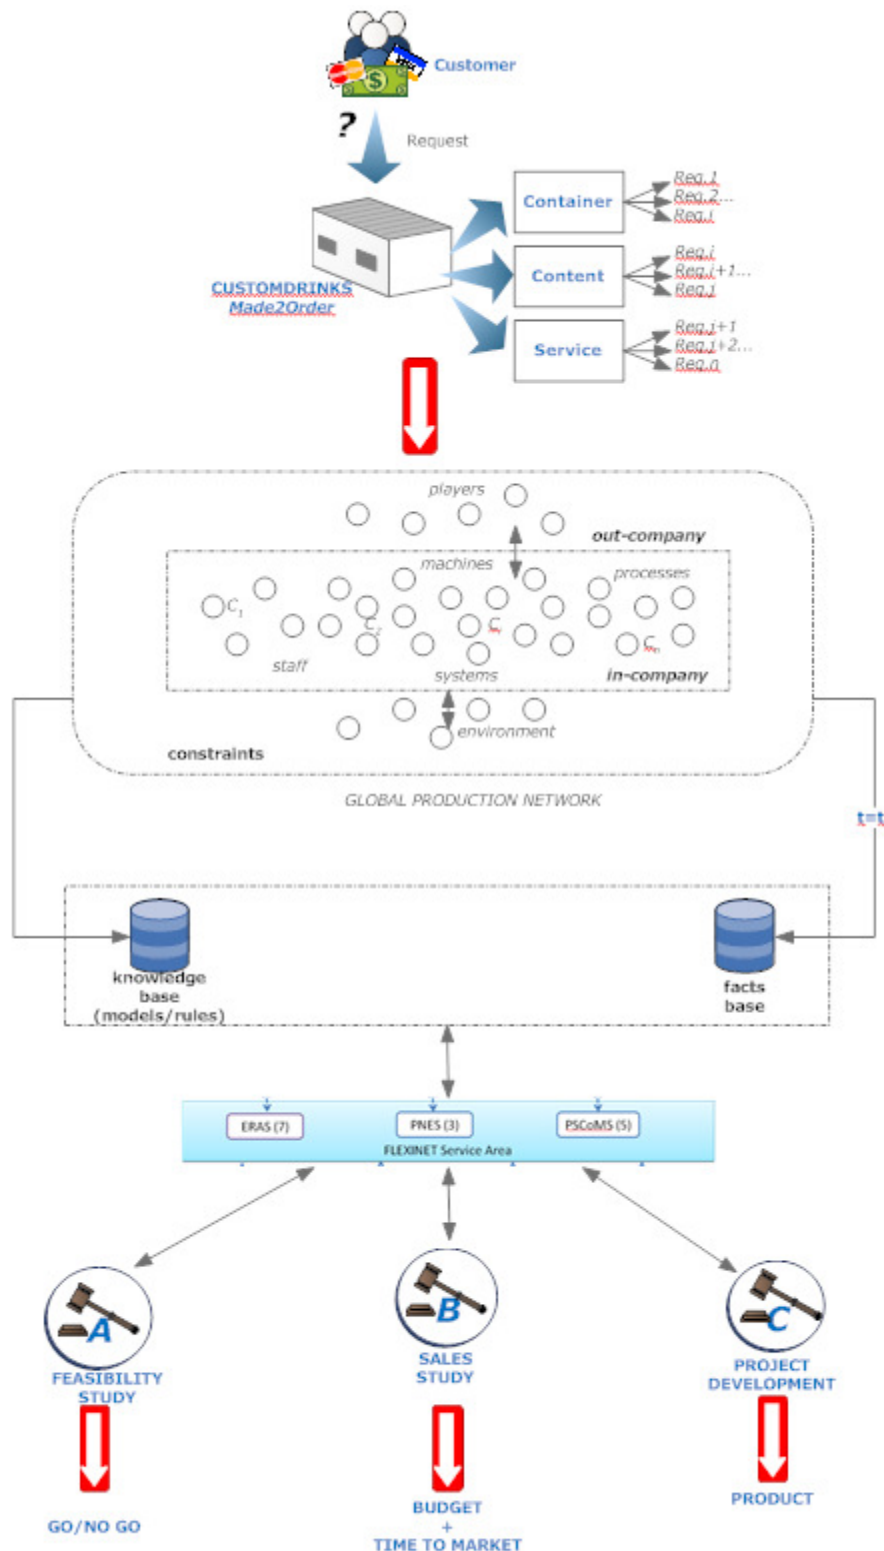 Customer
?
Request
Container
Req.1
Req.2...
Req.i
Content
Req.i
Req.i+1...
Req.j
CUSTOMDRINKS
Made2Order
Service
Req.j+1
Req.j+2...
Req.n
players
out-company
machines
processes
C1
C2
staff
systems
in-company
environment
constraints
GLOBAL PRODUCTION NETWORK
t=t
knowledge
base
(models/rules)
facts
base
ERAS (7)
PNES (3)
PSCoMS (5)
FLEXINET Service Area
A
B
C
FEASIBILITY
STUDY
SALES
STUDY
PROJECT
DEVELOPMENT
GO/NO GO
BUDGET
+
TIME TO MARKET
PRODUCT